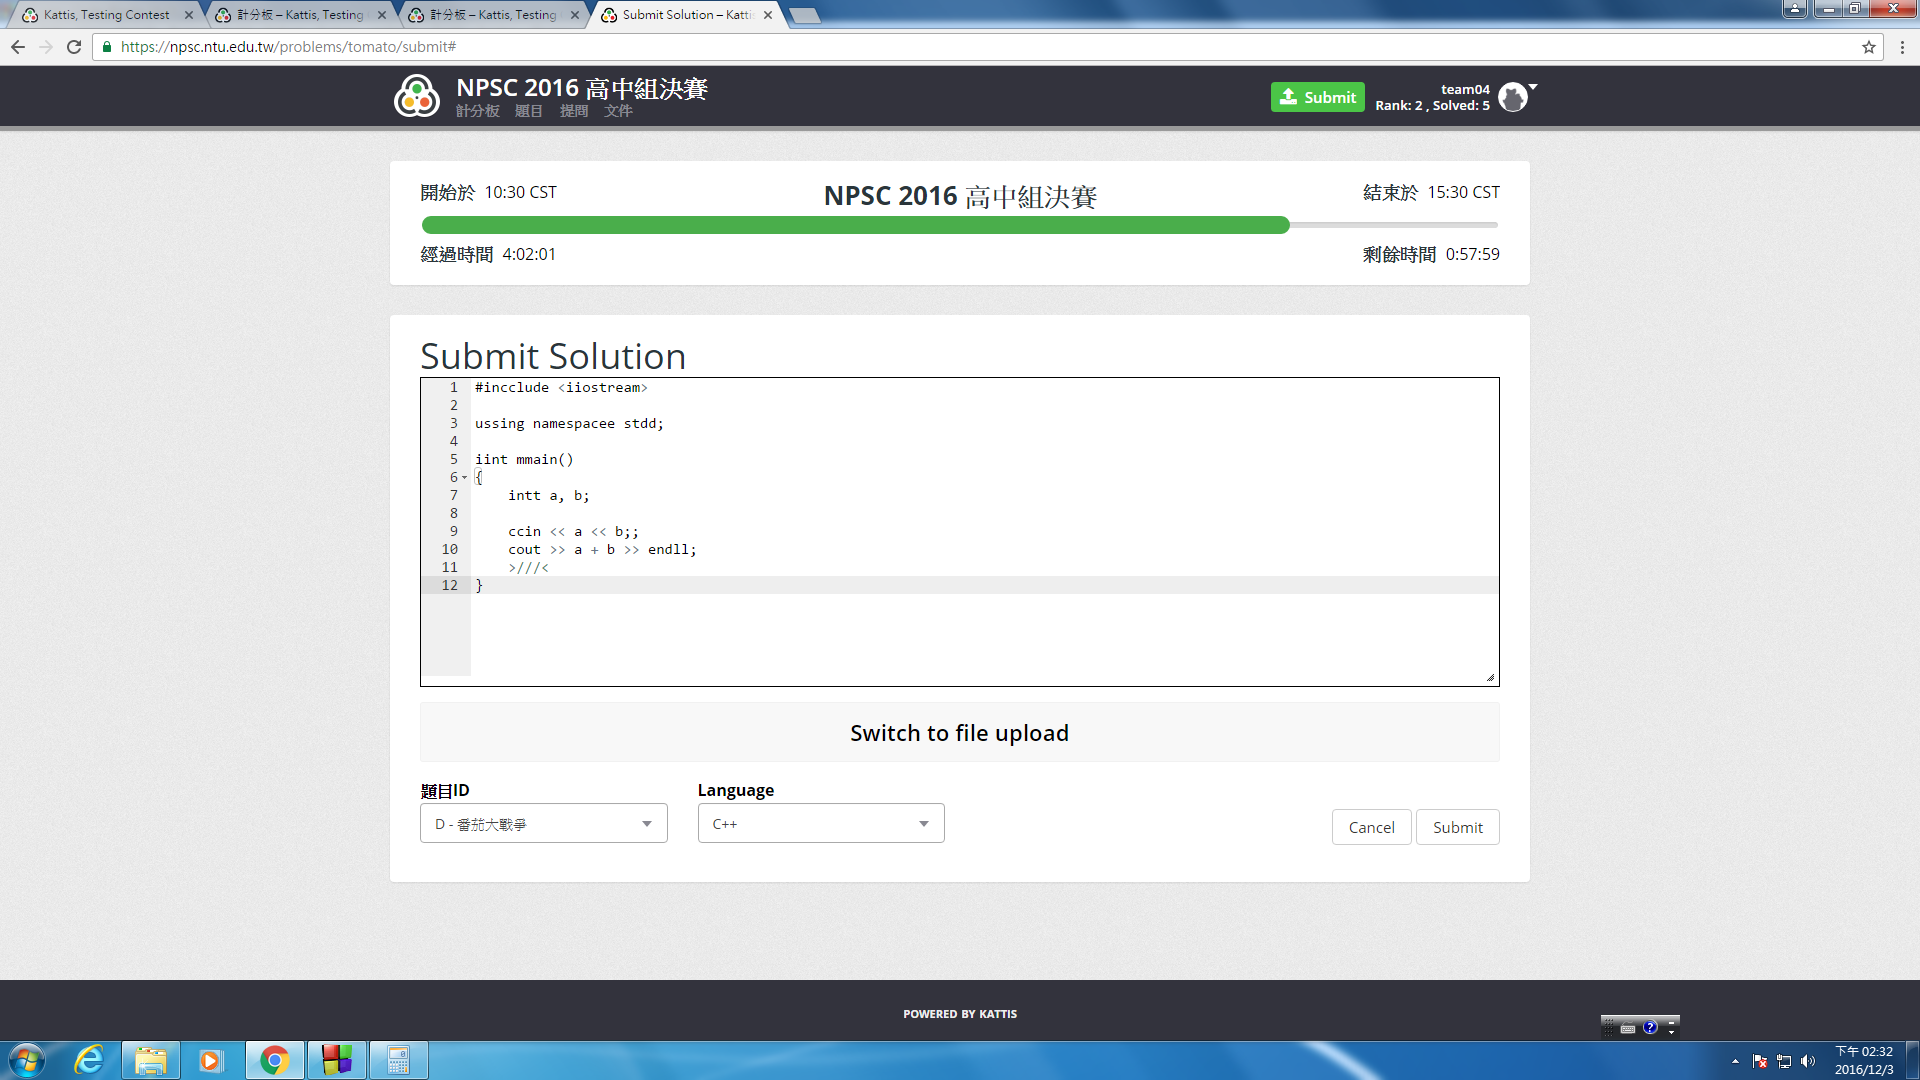 Kattis, Testing Contest
計分板 – Kattis, Testing
計分板 – Kattis, Testing
Submit Solution – Kattis
https://npsc.ntu.edu.tw/problems/tomato/submit#
NPSC 2016 高中組決賽
計分板 題目 提問 文件
Submit
team04
Rank: 2 , Solved: 5
開始於 10:30 CST
NPSC 2016 高中組決賽
結束於 15:30 CST
經過時間 4:02:01
剩餘時間 0:57:59
Submit Solution
1 #incclude <iiostream>
2
3 ussing namespacee stdd;
4
5 iint mmain()
6 {
7 intt a, b;
8
9 ccin << a << b;;
10 cout >> a + b >> endll;
11 >///<
12 }
Switch to file upload
題目ID
Language
D - 番茄大戰爭
C++
Cancel
Submit
POWERED BY KATTIS
下午 02:32
2016/12/3